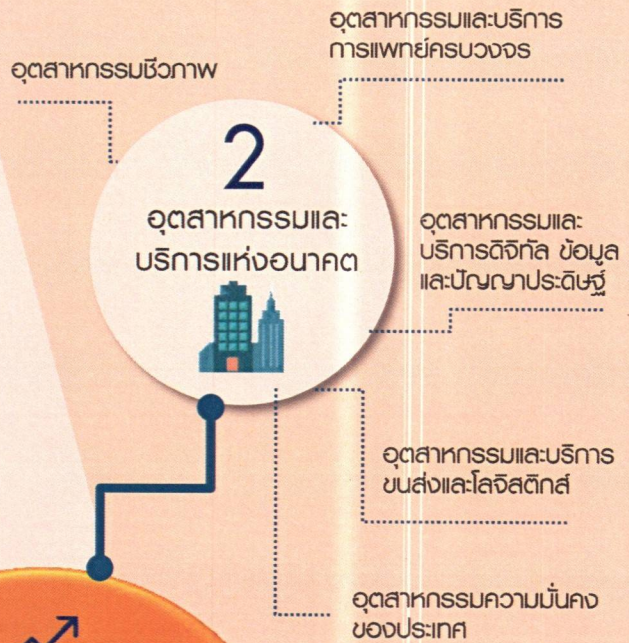 อุตสาหกรรมชีวภาพ
อุตสาหกรรมและบริการ
การแพทย์ครบวงจร
2
อุตสาหกรรมและ
บริการแห่งอนาคต
อุตสาหกรรมและ
บริการดิจิทัล ข้อมูล
และปัญญาประดิษฐ์
อุตสาหกรรมและบริการ
ขนส่งและโลจิสติกส์
อุตสาหกรรมความมั่นคง
ของประเทศ